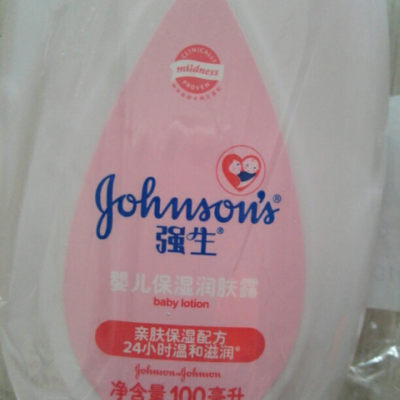 CLINICALLY
mildness
PROVEN
Johnson's®
强生®
婴儿保湿润肤露
baby lotion
亲肤保湿配方
24小时温和滋润*
Johnson & Johnson
净含量100毫升